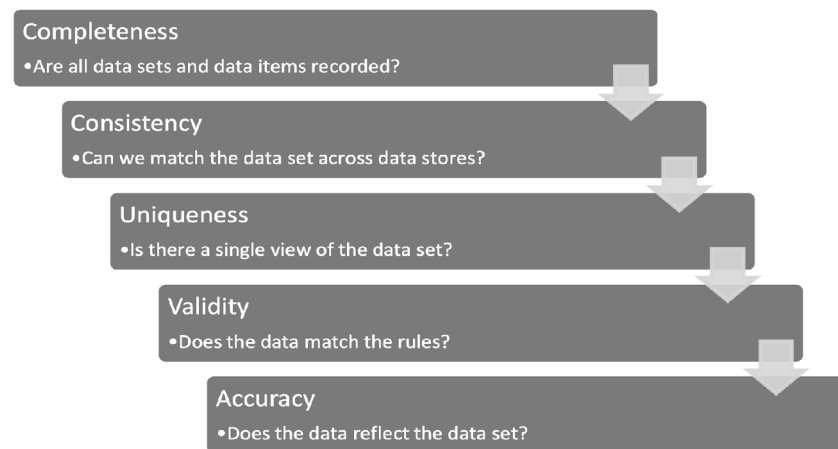 Completeness
•Are all data sets and data items recorded?
Consistency
•Can we match the data set across data stores?
Uniqueness
•Is there a single view of the data set?
Validity
•Does the data match the rules?
Accuracy
•Does the data reflect the data set?